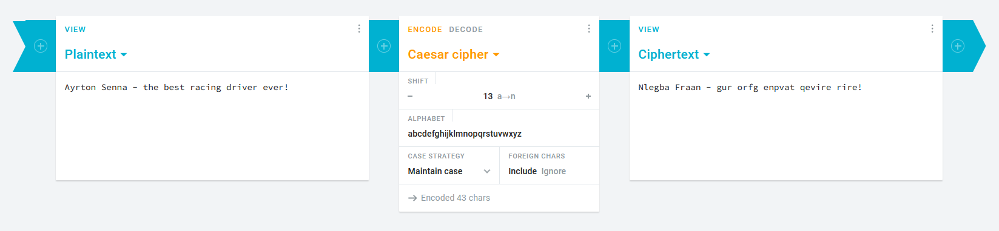 VIEW
Plaintext
Ayrton Senna - the best racing driver ever!
ENCODE DECODE
Caesar cipher
SHIFT
− 13 a→n +
ALPHABET
abcdefghijklmnopqrstuvwxyz
CASE STRATEGY
Maintain case
FOREIGN CHARS
Include Ignore
→ Encoded 43 chars
VIEW
Ciphertext
Nlegba Fraan - gur orfg enpvat qevire rire!